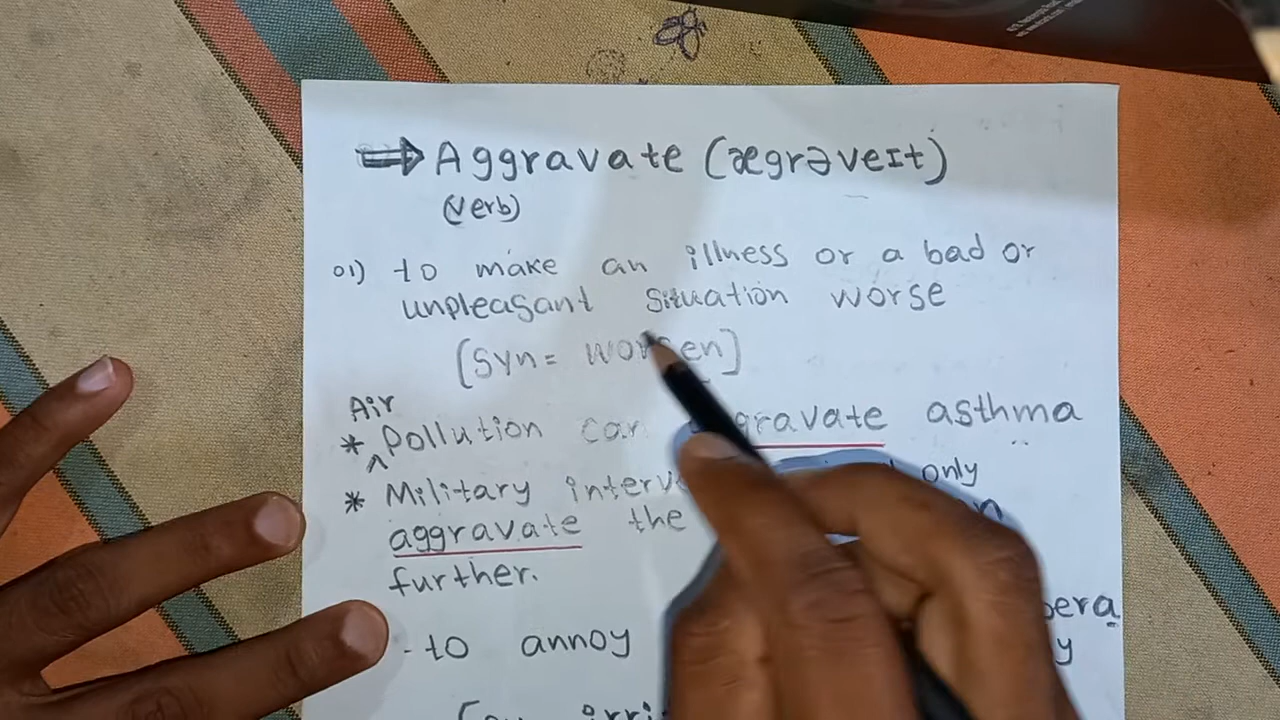 ⇒ Aggravate (ægrəveɪt)
(verb)
01) to make an illness or a bad or
unpleasant situation worse
[Syn = worsen]
Air
* ^ Pollution can aggravate asthma
* Military only
aggravate the
further.
- to annoy